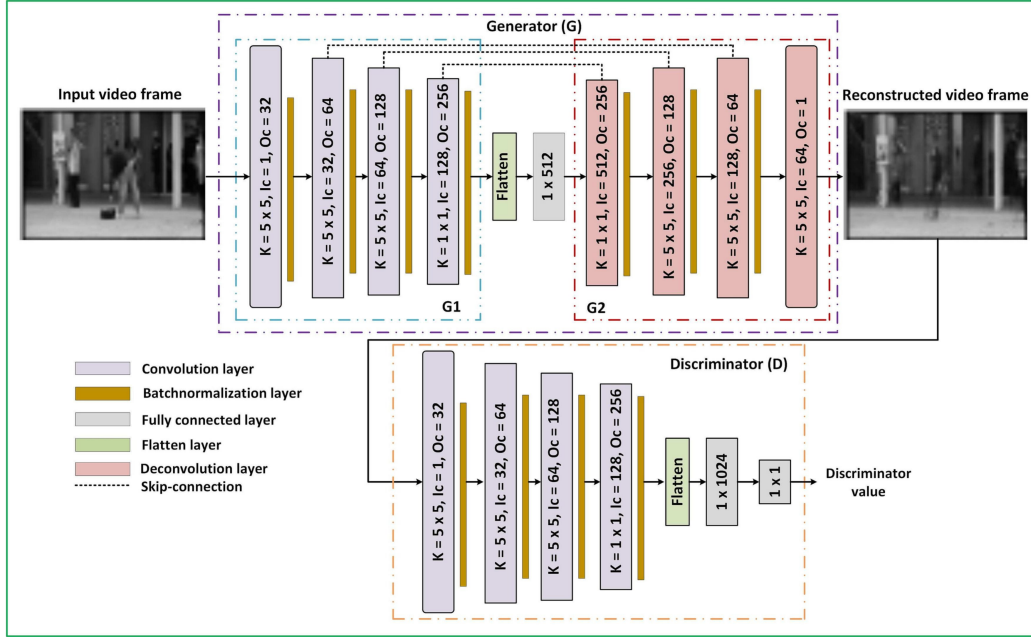 Generator (G)
Input video frame
K = 5 x 5, Ic = 1, Oc = 32
K = 5 x 5, Ic = 32, Oc = 64
K = 5 x 5, Ic = 64, Oc = 128
K = 1 x 1, Ic = 128, Oc = 256
G1
Flatten
1 x 512
K = 1 x 1, Ic = 512, Oc = 256
K = 5 x 5, Ic = 256, Oc = 128
K = 5 x 5, Ic = 128, Oc = 64
K = 5 x 5, Ic = 64, Oc = 1
G2
Reconstructed video frame
Convolution layer
Batchnormalization layer
Fully connected layer
Flatten layer
Deconvolution layer
Skip-connection
Discriminator (D)
K = 5 x 5, Ic = 1, Oc = 32
K = 5 x 5, Ic = 32, Oc = 64
K = 5 x 5, Ic = 64, Oc = 128
K = 1 x 1, Ic = 128, Oc = 256
Flatten
1 x 1024
1 x 1
Discriminator
value